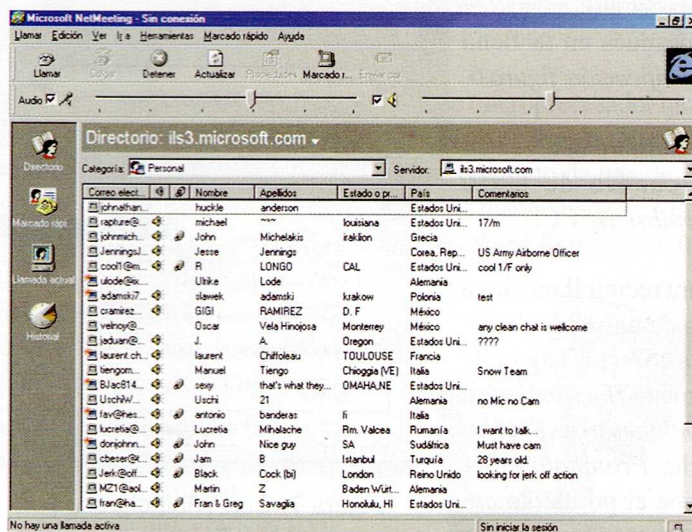 Microsoft NetMeeting - Sin conexión
Llamar Edición Ver Ir a Herramientas Marcado rápido Ayuda
Llamar Colgar Detener Actualizar Propiedades Marcado r... Enviar cor
Audio
Directorio: ils3.microsoft.com
Directorio
Categoría: Personal Servidor: ils3.microsoft.com
Correo elect... Nombre Apellidos Estado o pr... País Comentarios
johnathan... huckle anderson Estados Uni...
rapture@... michael ~~~ louisiana Estados Uni... 17/m
Marcado rápi...
johnmich... John Michelakis iraklion Grecia
JenningsJ... Jesse Jennings Corea, Rep... US Army Airborne Officer
cool1@m... R LONGO CAL Estados Uni... cool 1/F only
ulode@ix... Ulrike Lode Alemania
Llamada actual
adamski7... slawek adamski krakow Polonia test
cramirez... GIGI RAMIREZ D. F México
velnoy@... Oscar Vela Hinojosa Monterrey México any clean chat is wellcome
Historial
jaduan@... J. A. Oregon Estados Uni... ????
laurent.ch... laurent Chiffoleau TOULOUSE Francia
tiengom... Manuel Tiengo Chioggia (VE) Italia Snow Team
BJac814... sexy that's what they... OMAHA,NE Estados Uni...
UschiW... Uschi 21 Alemania no Mic no Cam
fav@hes... antonio banderas fi Italia
lucretia@... Lucretia Mihalache Rm. Valcea Rumanía I want to talk...
donjohnn... John Nice guy SA Sudáfrica Must have cam
cbeser@t... Jam B Istanbul Turquía 28 years old.
Jerk@off.... Black Cock (bi) London Reino Unido looking for jerk off action
MZ1@aol... Martin Z Baden Würt... Alemania
fran@ha... Fran & Greg Savaglia Honolulu, HI Estados Uni...
No hay una llamada activa Sin iniciar la sesión